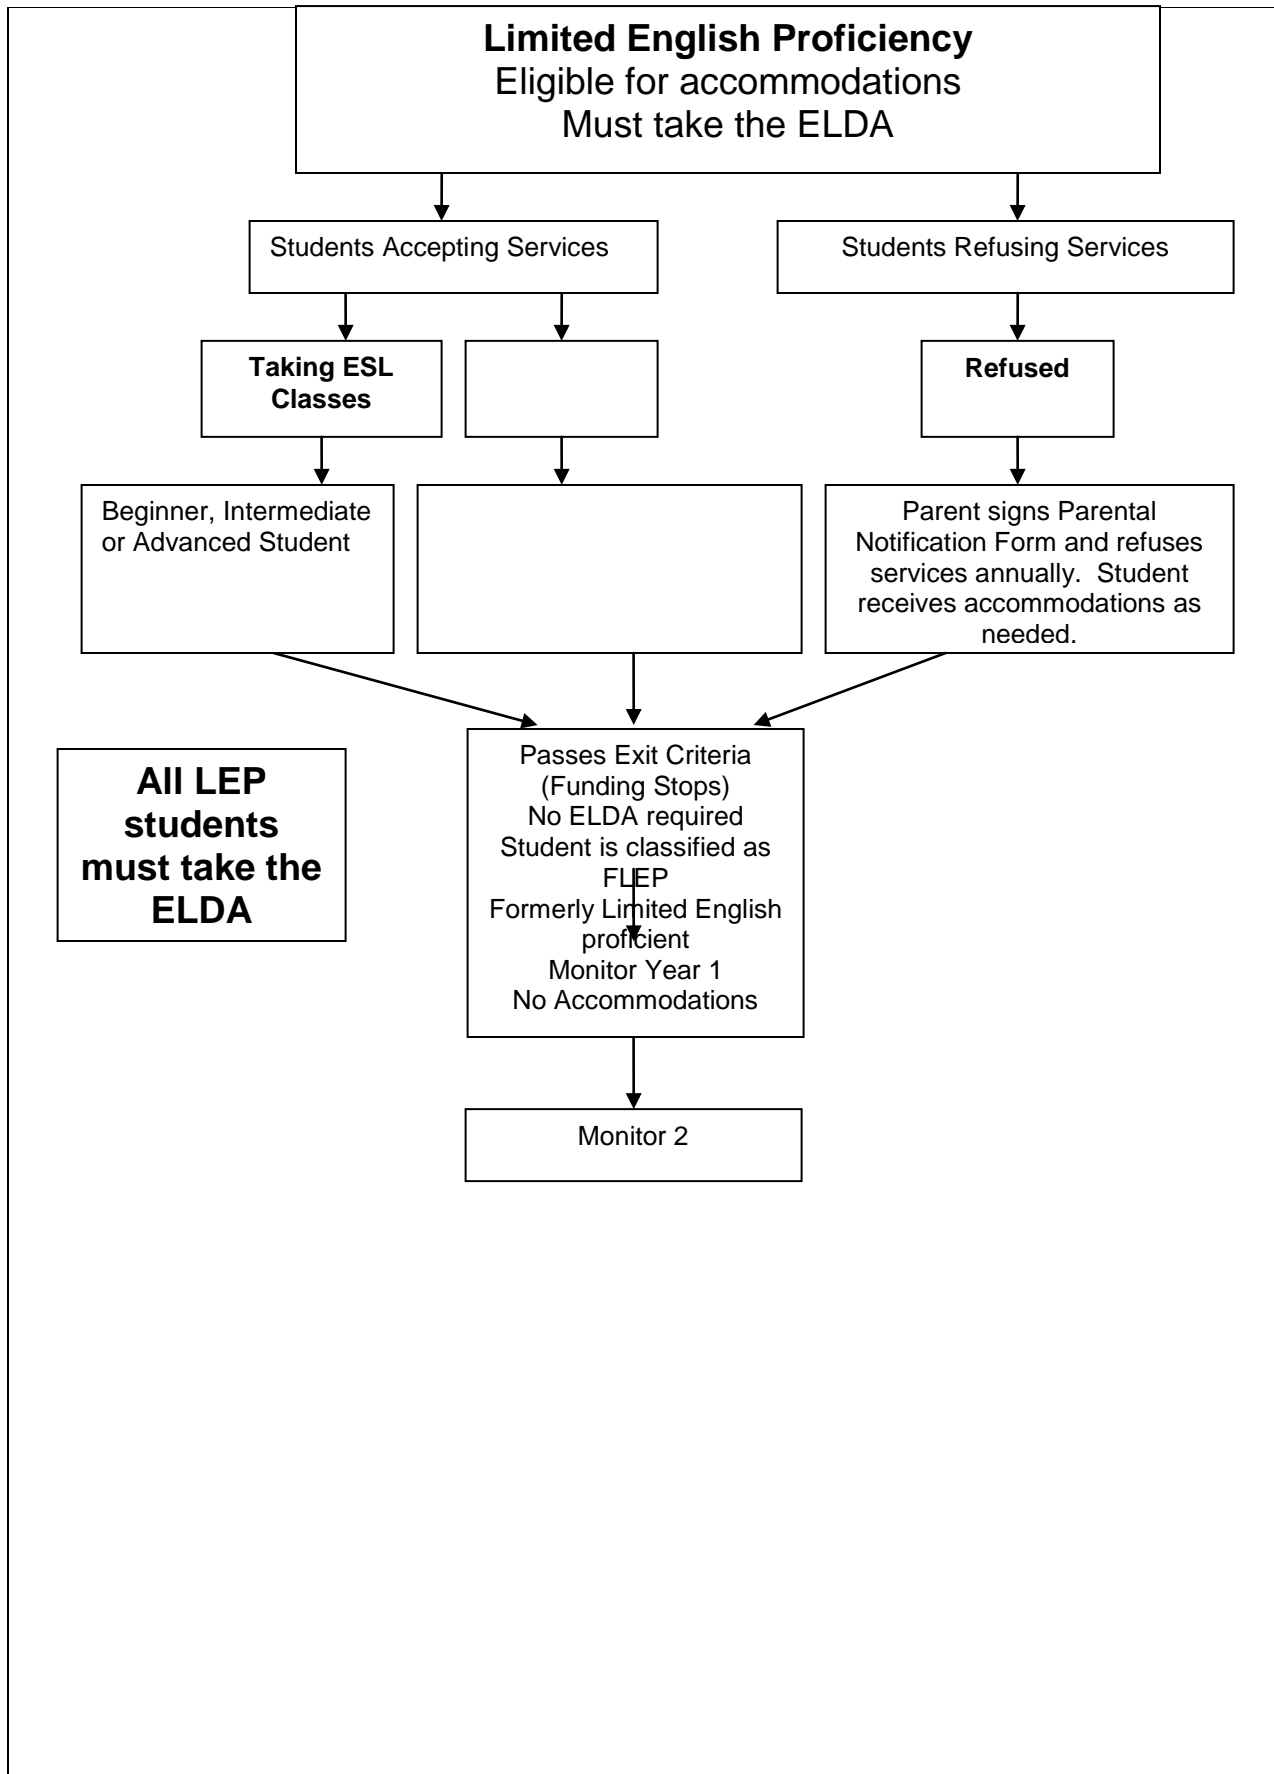 Limited English Proficiency
Eligible for accommodations
Must take the ELDA
Students Accepting Services
Students Refusing Services
Taking ESL
Classes
Refused
Beginner, Intermediate
or Advanced Student
Parent signs Parental
Notification Form and refuses
services annually.  Student
receives accommodations as
needed.
Passes Exit Criteria
(Funding Stops)
No ELDA required
Student is classified as
FLEP
Formerly Limited English
proficient
Monitor Year 1
No Accommodations
All LEP
students
must take the
ELDA
Monitor 2